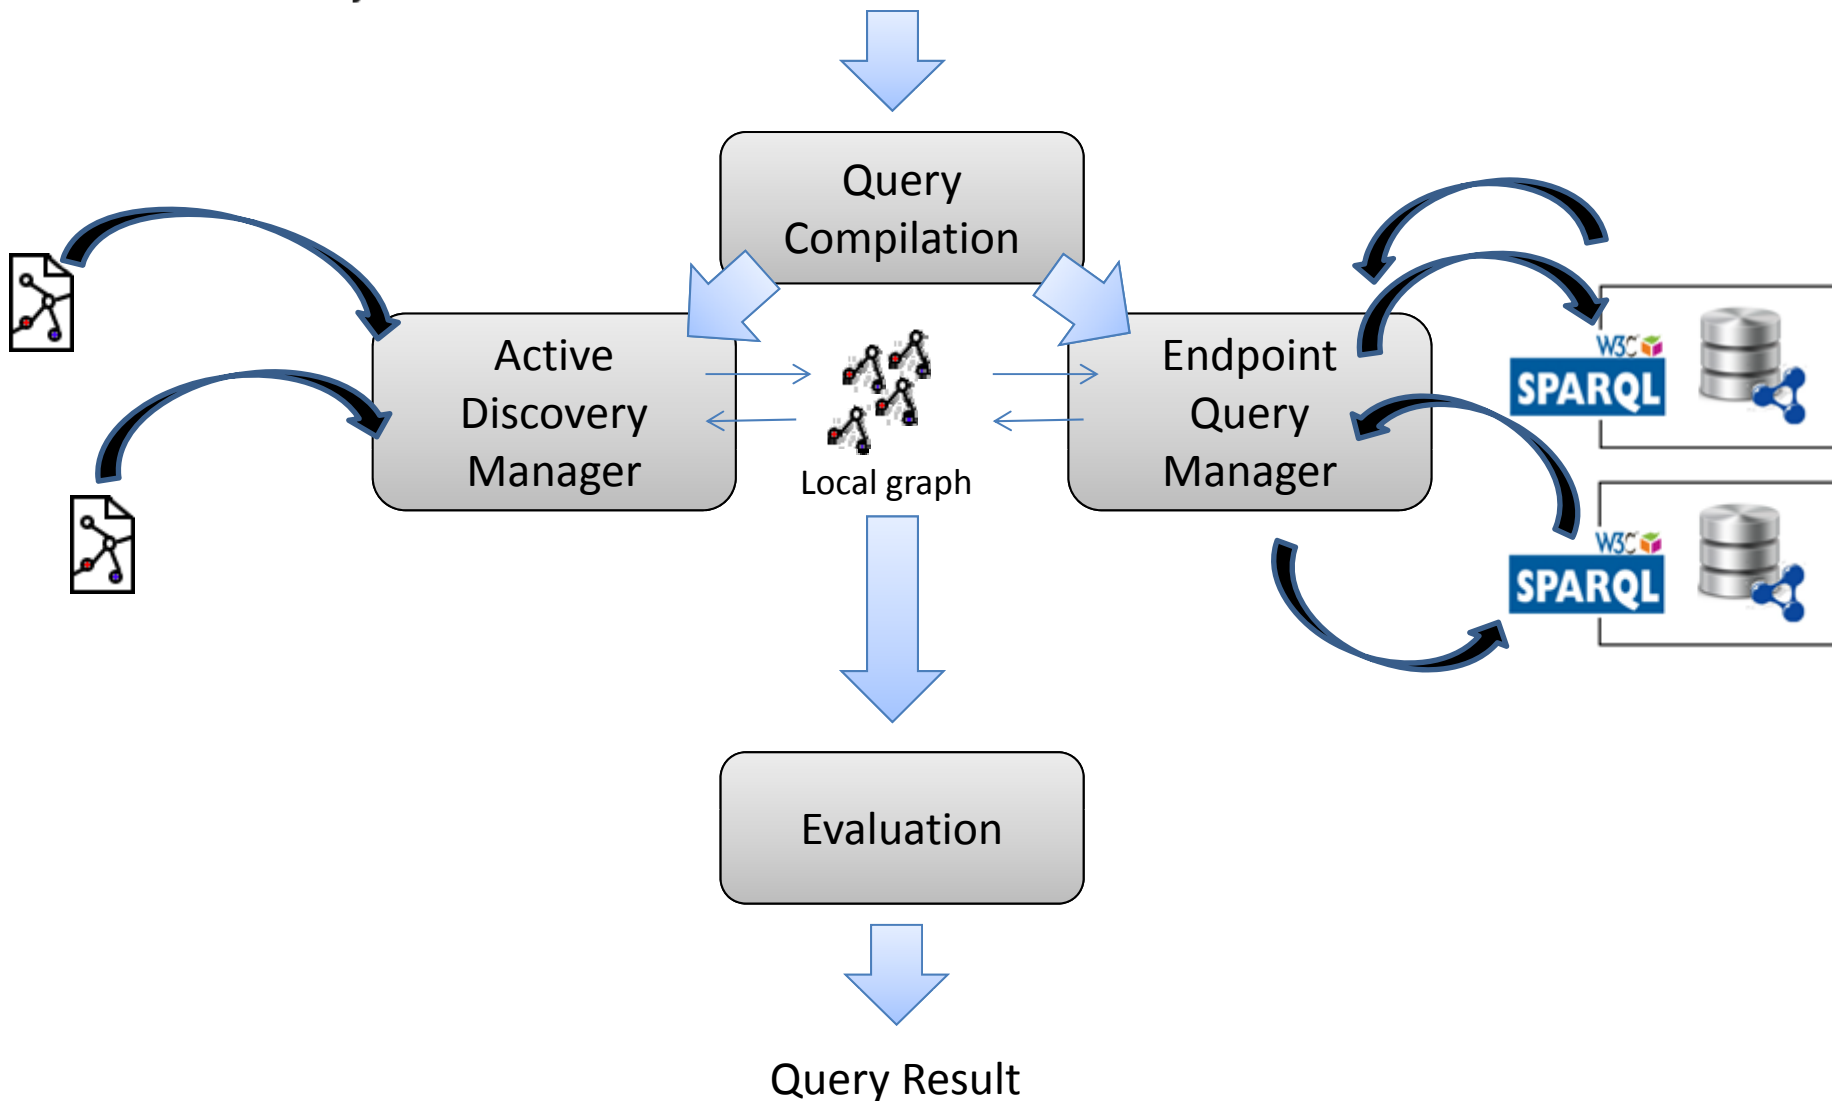 Query
Compilation
Active
Discovery
Manager
Local graph
Endpoint
Query
Manager
W3C
SPARQL
W3C
SPARQL
Evaluation
Query Result